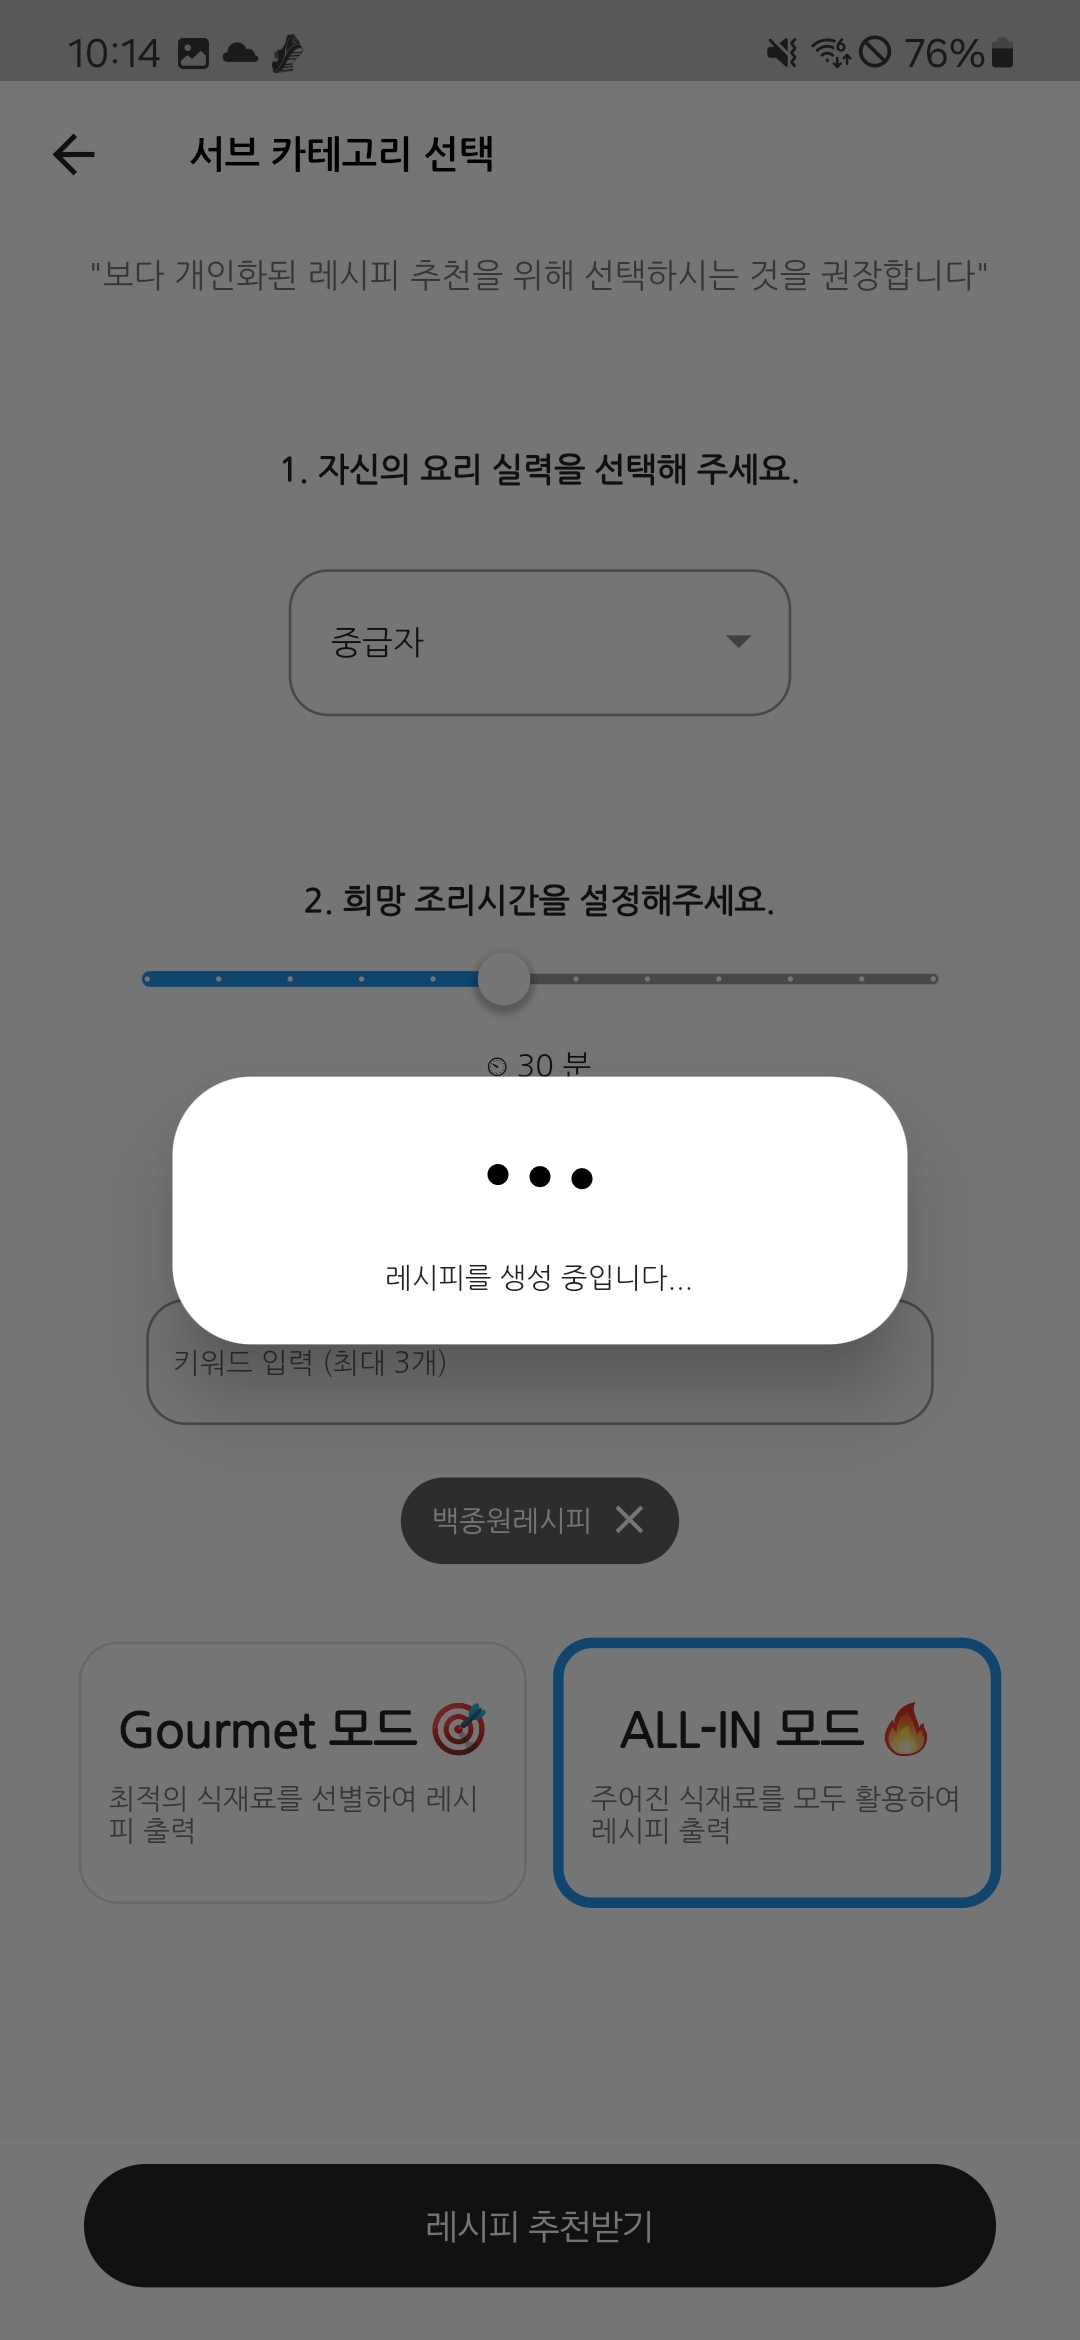 10:14
76%
서브 카테고리 선택
"보다 개인화된 레시피 추천을 위해 선택하시는 것을 권장합니다"
1. 자신의 요리 실력을 선택해 주세요.
중급자
2. 희망 조리시간을 설정해주세요.
30 분
레시피를 생성 중입니다...
키워드 입력 (최대 3개)
백종원레시피
Gourmet 모드
최적의 식재료를 선별하여 레시
피 출력
ALL-IN 모드
주어진 식재료를 모두 활용하여
레시피 출력
레시피 추천받기